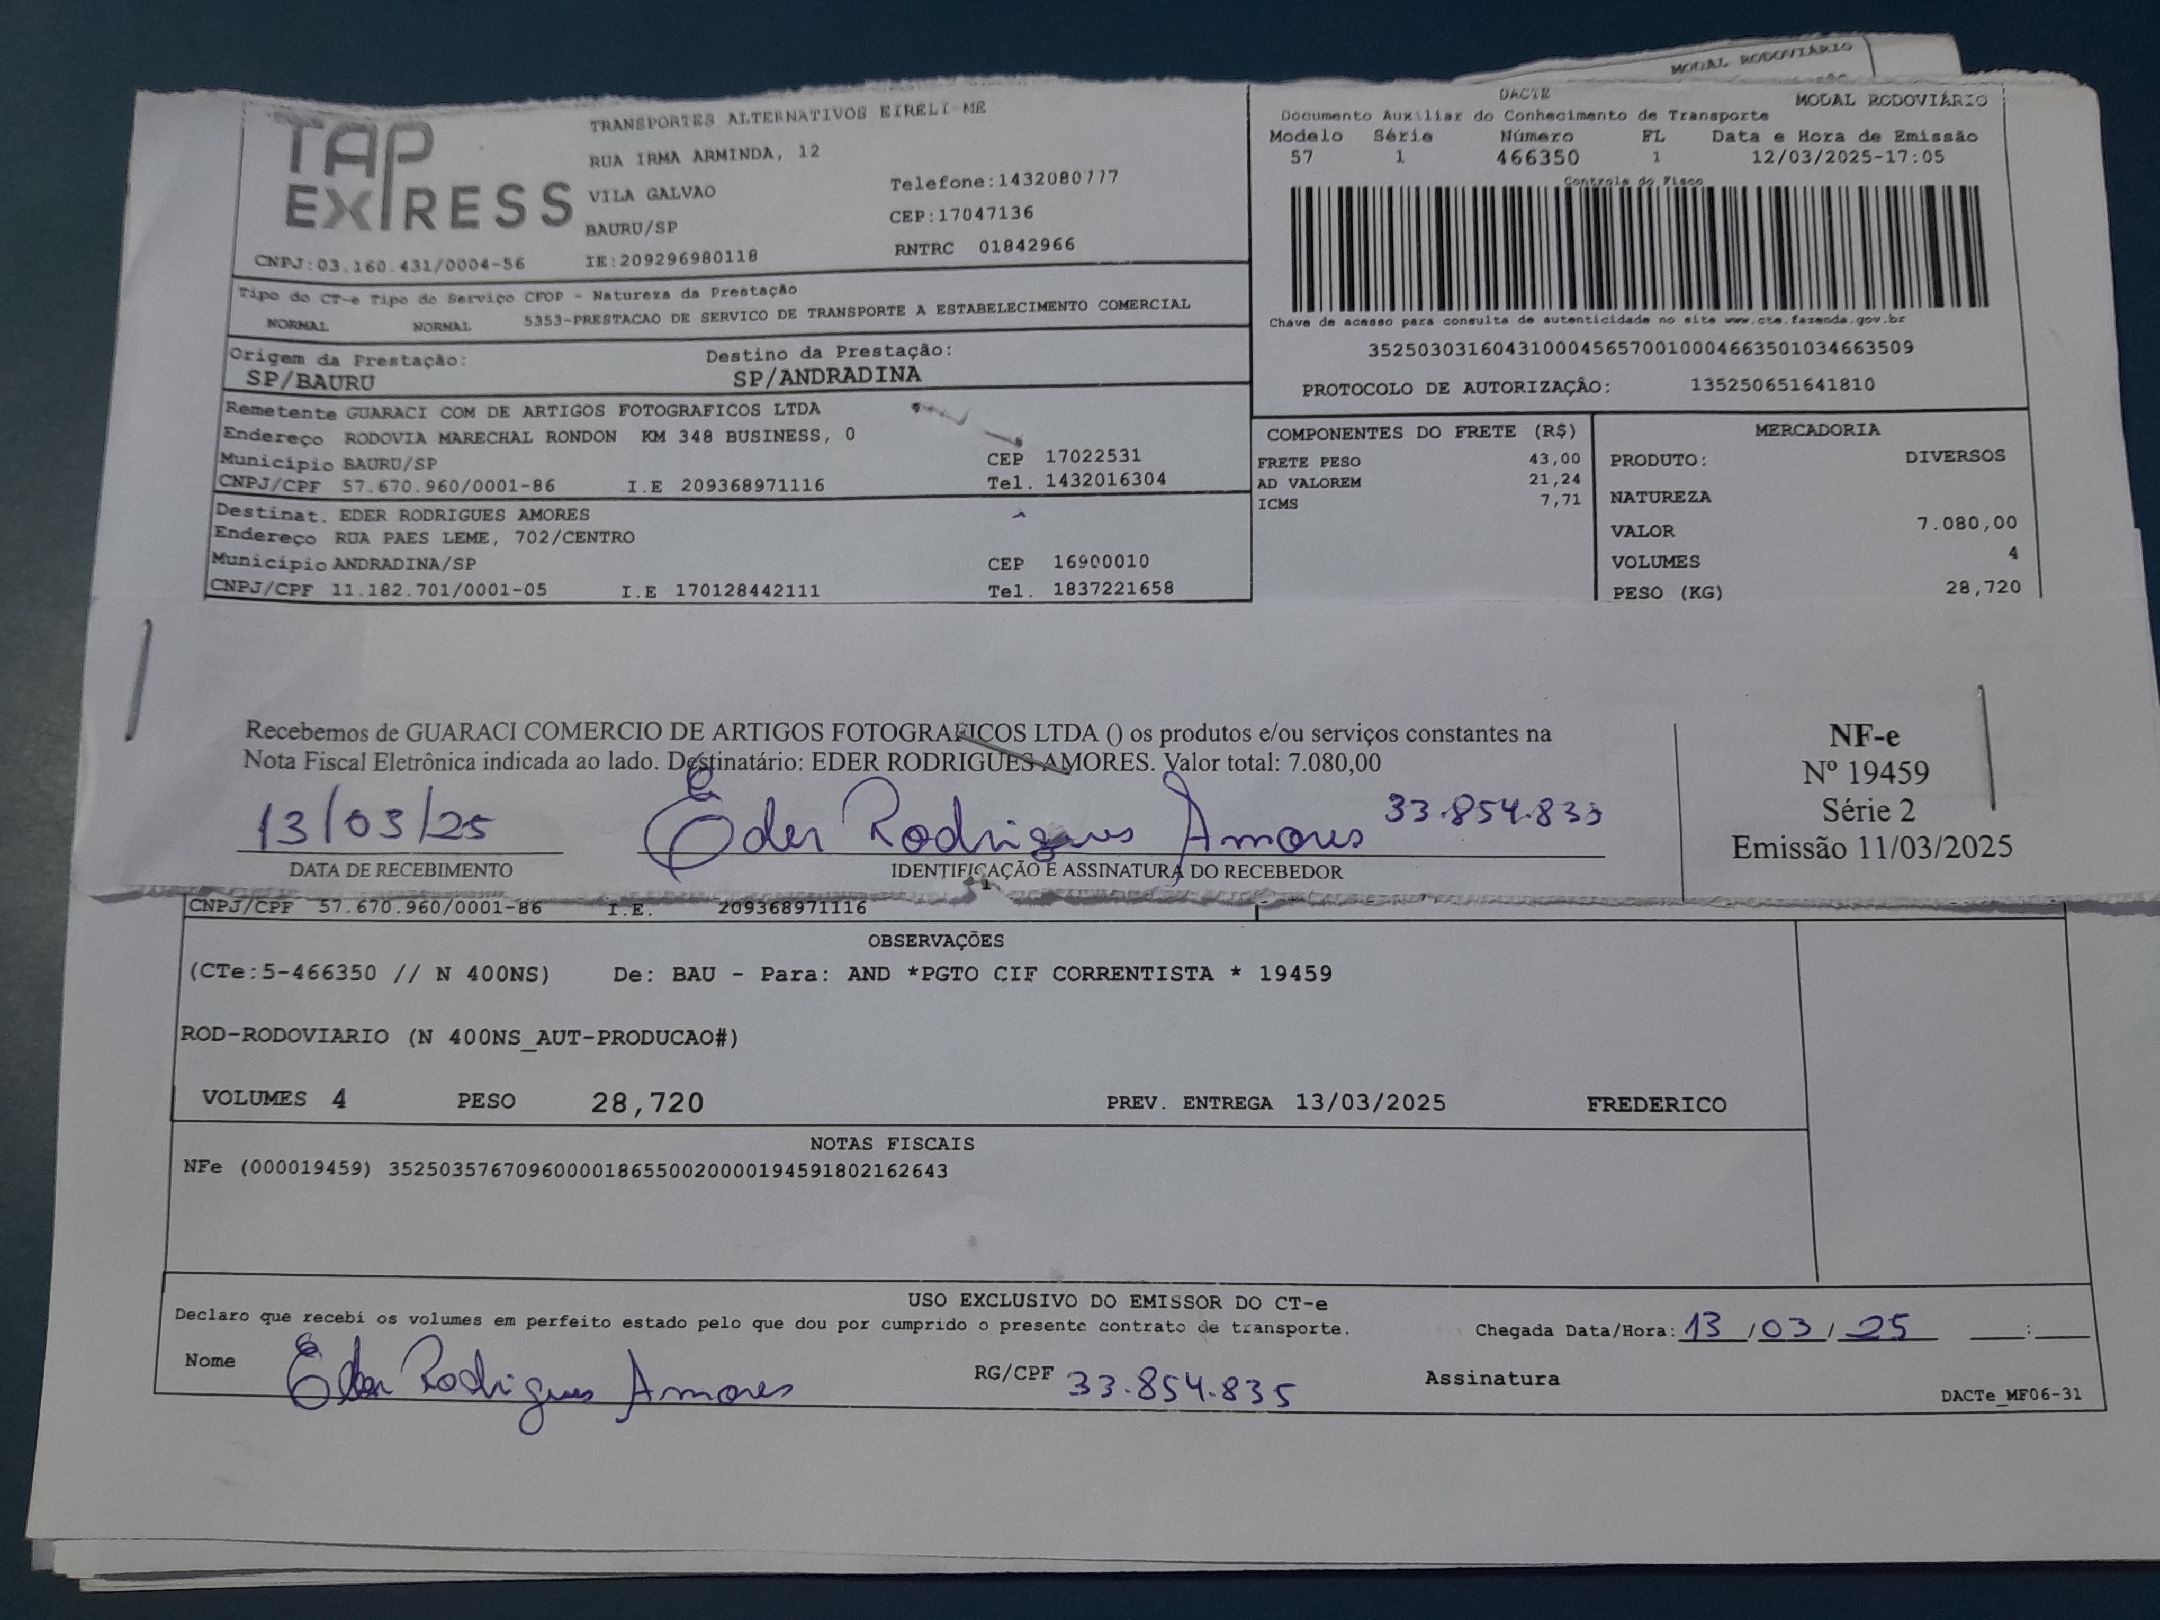 MODAL RODOVIÁRIO
TAP EXPRESS
TRANSPORTES ALTERNATIVOS EIRELI-ME
RUA IRMA ARMINDA, 12
VILA GALVAO
BAURU/SP
Telefone:1432080777
CEP:17047136
CNPJ:03.160.431/0004-56 IE:209296980118 RNTRC 01842966
DACTE
MODAL RODOVIÁRIO
Documento Auxiliar do Conhecimento de Transporte
Modelo Série Número FL Data e Hora de Emissão
57 1 466350 1 12/03/2025-17:05
Controle do Fisco
Chave de acesso para consulta de autenticidade no site www.cte.fazenda.gov.br
35250303160431000456570010004663501034663509
PROTOCOLO DE AUTORIZAÇÃO: 135250651641810
Tipo do CT-e Tipo do Serviço CFOP - Natureza da Prestação
NORMAL NORMAL 5353-PRESTACAO DE SERVICO DE TRANSPORTE A ESTABELECIMENTO COMERCIAL
Origem da Prestação: Destino da Prestação:
SP/BAURU SP/ANDRADINA
Remetente GUARACI COM DE ARTIGOS FOTOGRAFICOS LTDA
Endereço RODOVIA MARECHAL RONDON KM 348 BUSINESS, 0
Município BAURU/SP CEP 17022531
CNPJ/CPF 57.670.960/0001-86 I.E 209368971116 Tel. 1432016304
Destinat. EDER RODRIGUES AMORES
Endereço RUA PAES LEME, 702/CENTRO
Município ANDRADINA/SP CEP 16900010
CNPJ/CPF 11.182.701/0001-05 I.E 170128442111 Tel. 1837221658
COMPONENTES DO FRETE (R$)
FRETE PESO 43,00
AD VALOREM 21,24
ICMS 7,71
MERCADORIA
PRODUTO: DIVERSOS
NATUREZA
VALOR 7.080,00
VOLUMES 4
PESO (KG) 28,720
Recebemos de GUARACI COMERCIO DE ARTIGOS FOTOGRAFICOS LTDA () os produtos e/ou serviços constantes na
Nota Fiscal Eletrônica indicada ao lado. Destinatário: EDER RODRIGUES AMORES. Valor total: 7.080,00
13/03/25 Eder Rodrigues Amores 33.854.835
DATA DE RECEBIMENTO IDENTIFICAÇÃO E ASSINATURA DO RECEBEDOR
NF-e
Nº 19459
Série 2
Emissão 11/03/2025
CNPJ/CPF 57.670.960/0001-86 I.E. 209368971116
OBSERVAÇÕES
(CTe:5-466350 // N 400NS) De: BAU - Para: AND *PGTO CIF CORRENTISTA * 19459
ROD-RODOVIARIO (N 400NS_AUT-PRODUCAO#)
VOLUMES 4 PESO 28,720 PREV. ENTREGA 13/03/2025 FREDERICO
NOTAS FISCAIS
NFe (000019459) 35250357670960000186550020000194591802162643
USO EXCLUSIVO DO EMISSOR DO CT-e
Declaro que recebi os volumes em perfeito estado pelo que dou por cumprido o presente contrato de transporte. Chegada Data/Hora: 13/03/25 __:__
Nome Eder Rodrigues Amores RG/CPF 33.854.835 Assinatura
DACTe_MF06-31